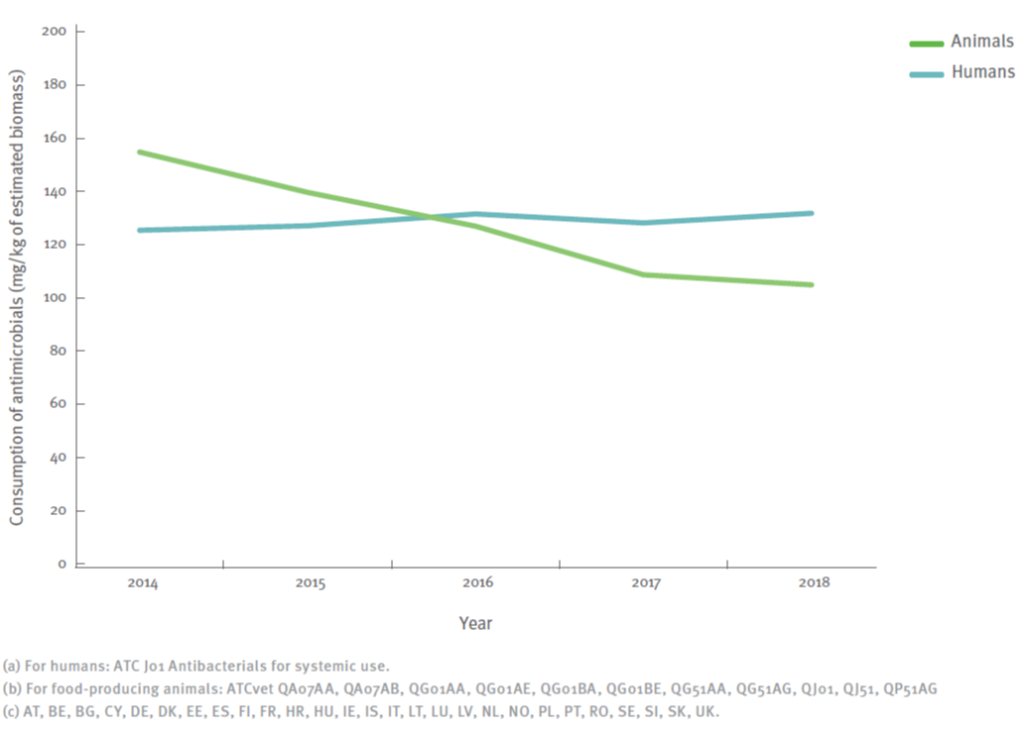 Consumption of antimicrobials (mg/kg of estimated biomass)
200
180
160
140
120
100
80
60
40
20
0
2014 2015 2016 2017 2018
Year
Animals
Humans
(a) For humans: ATC J01 Antibacterials for systemic use.
(b) For food-producing animals: ATCvet QA07AA, QA07AB, QG01AA, QG01AE, QG01BA, QG01BE, QG51AA, QG51AG, QJ01, QJ51, QP51AG
(c) AT, BE, BG, CY, DE, DK, EE, ES, FI, FR, HR, HU, IE, IS, IT, LT, LU, LV, NL, NO, PL, PT, RO, SE, SI, SK, UK.